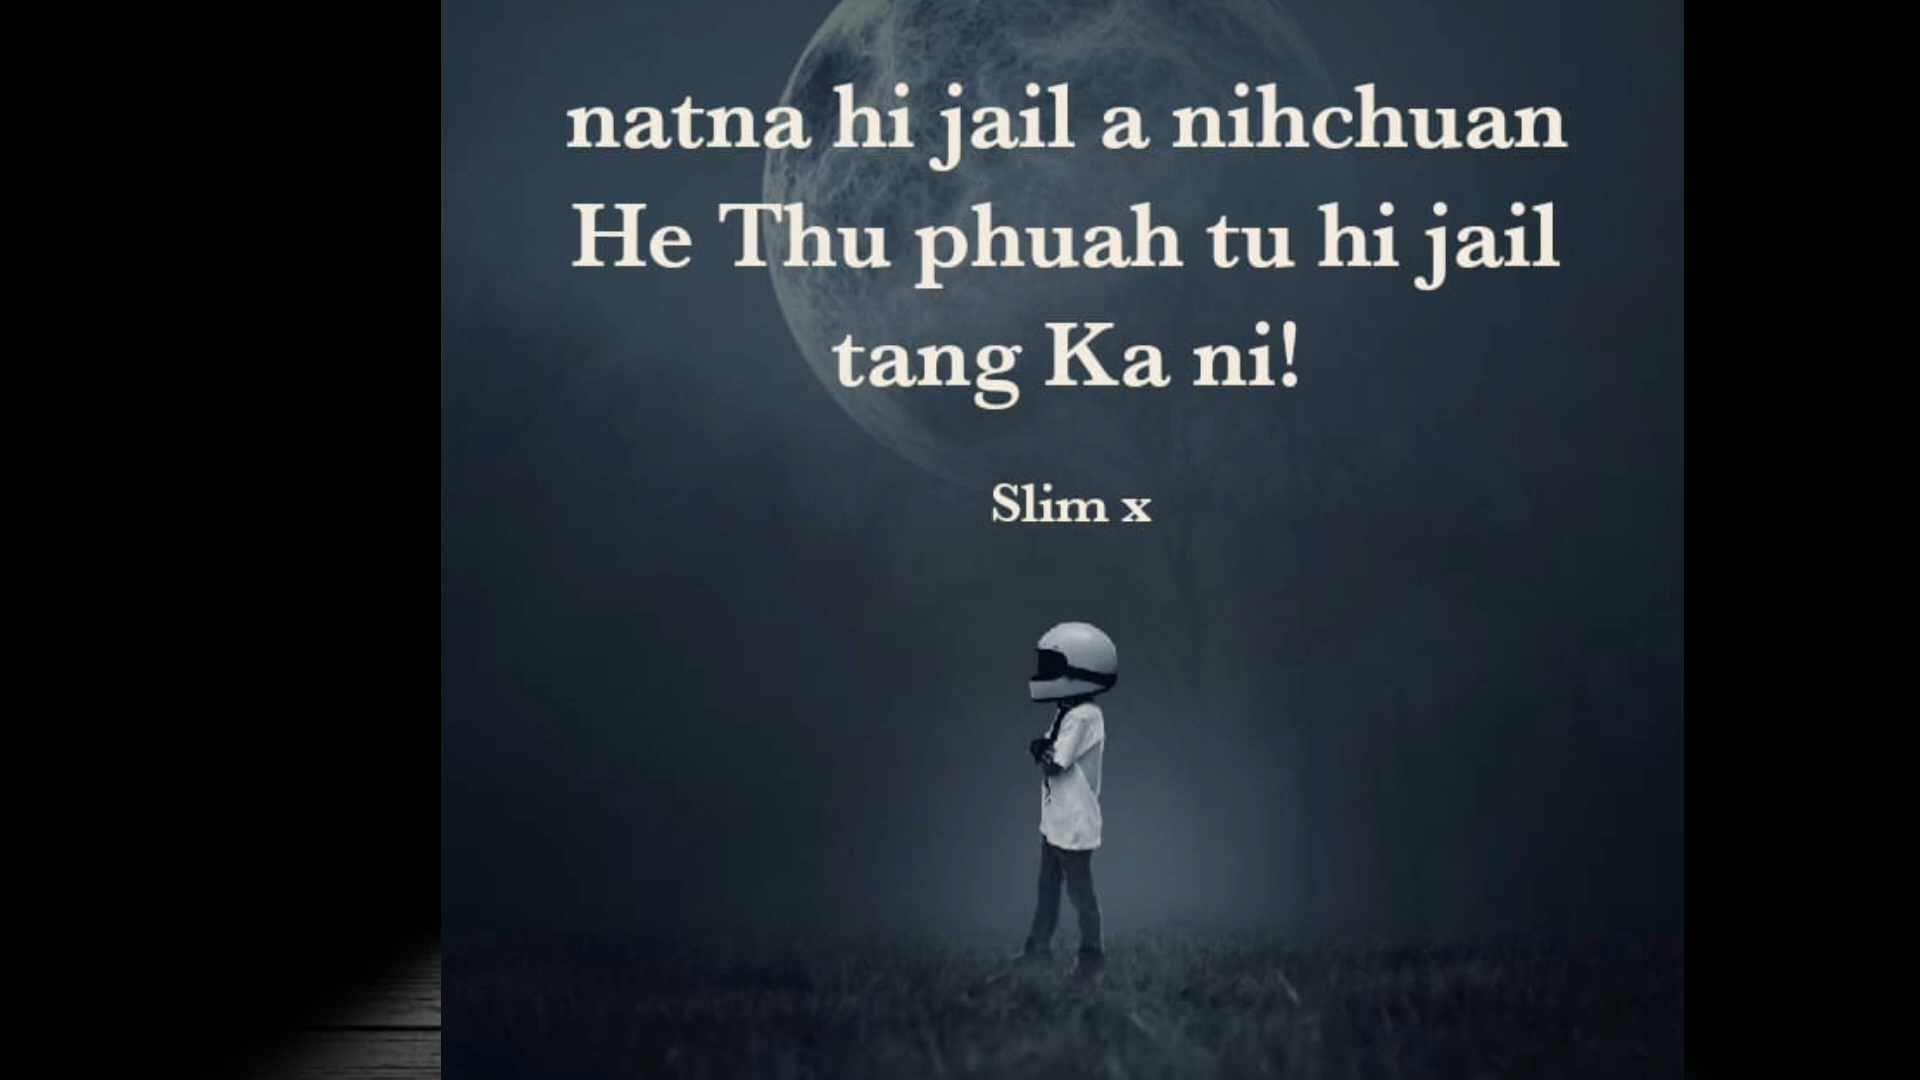 natna hi jail a nihchuan
He Thu phuah tu hi jail
tang Ka ni!
Slim x